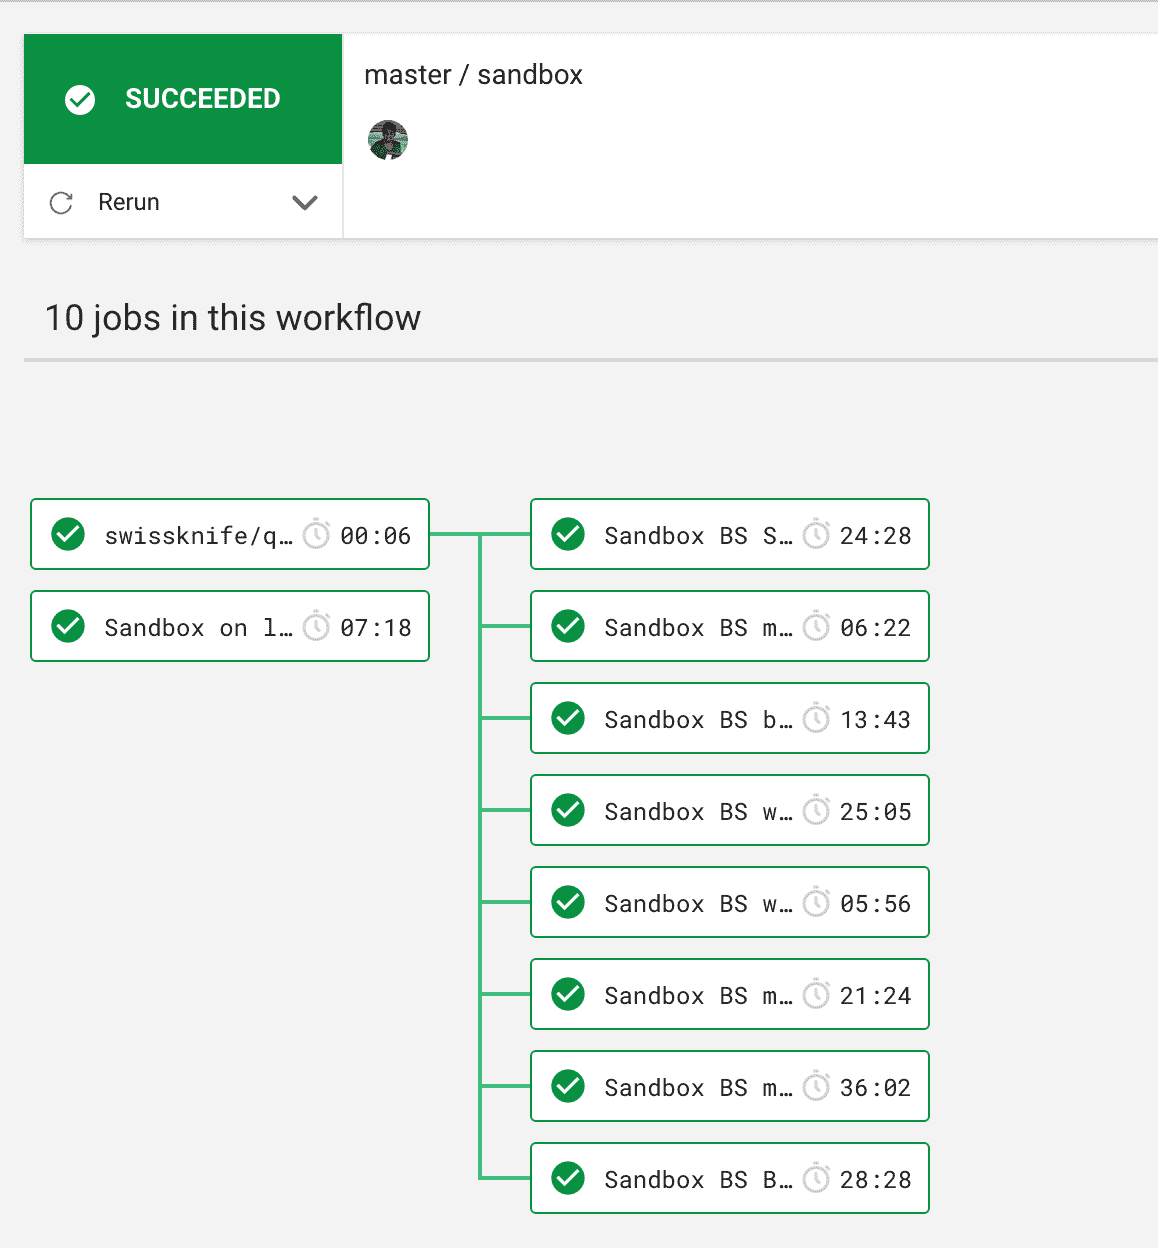 SUCCEEDED
master / sandbox
Rerun
10 jobs in this workflow
swissknife/q… 00:06
Sandbox on l… 07:18
Sandbox BS S… 24:28
Sandbox BS m… 06:22
Sandbox BS b… 13:43
Sandbox BS w… 25:05
Sandbox BS w… 05:56
Sandbox BS m… 21:24
Sandbox BS m… 36:02
Sandbox BS B… 28:28